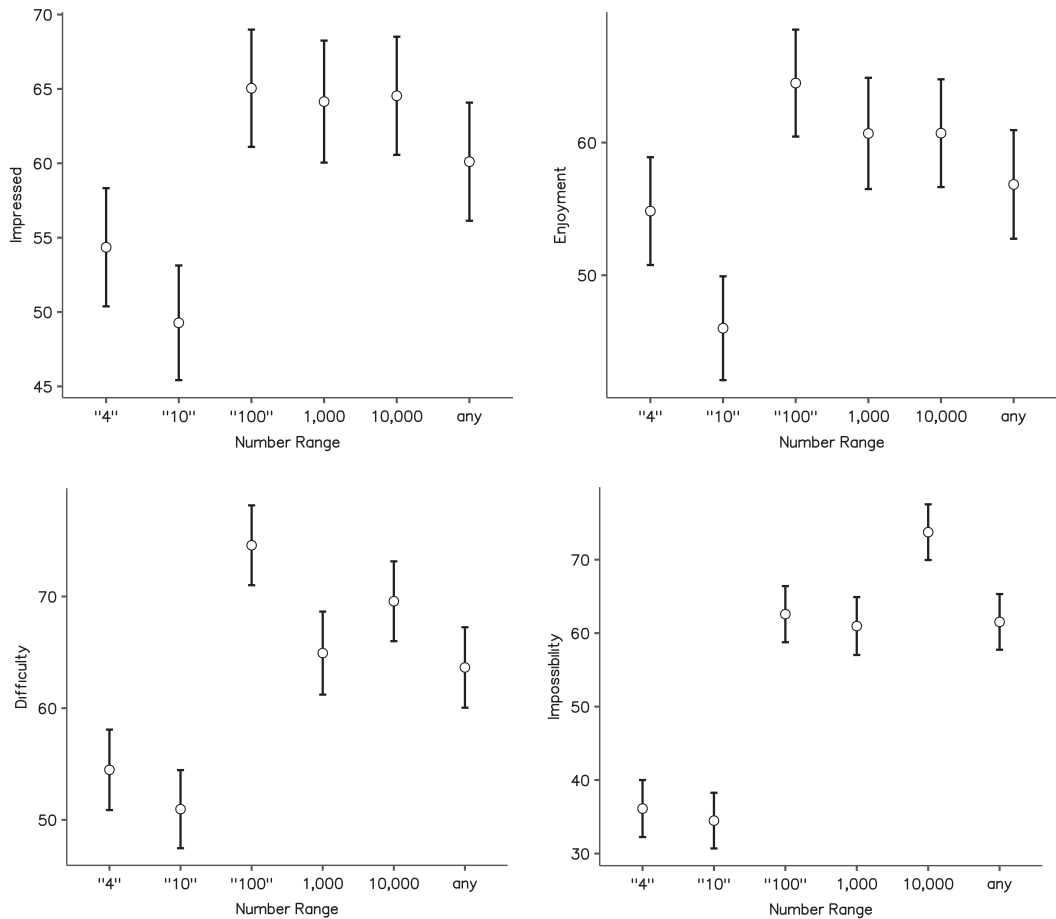 Impressed
70
65
60
55
50
45
"4" "10" "100" 1,000 10,000 any
Number Range
Enjoyment
60
50
"4" "10" "100" 1,000 10,000 any
Number Range
Difficulty
70
60
50
"4" "10" "100" 1,000 10,000 any
Number Range
Impossibility
70
60
50
40
30
"4" "10" "100" 1,000 10,000 any
Number Range